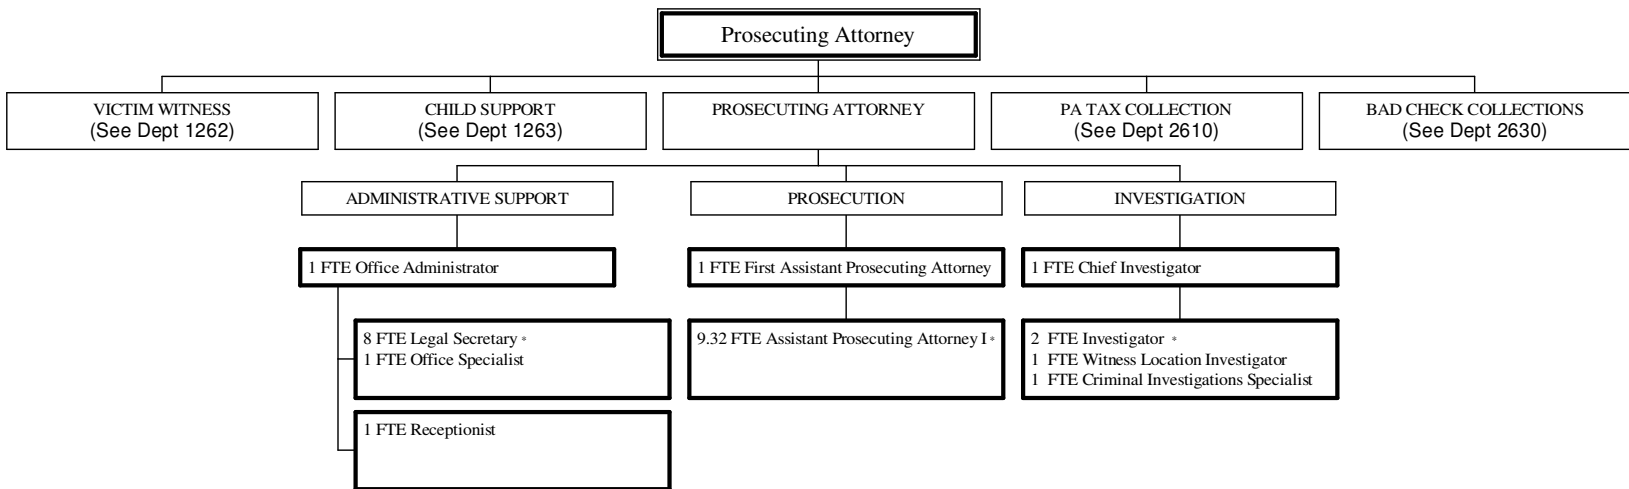 Prosecuting Attorney
VICTIM WITNESS
(See Dept 1262)
CHILD SUPPORT
(See Dept 1263)
PROSECUTING ATTORNEY
PA TAX COLLECTION
(See Dept 2610)
BAD CHECK COLLECTIONS
(See Dept 2630)
ADMINISTRATIVE SUPPORT
PROSECUTION
INVESTIGATION
1 FTE Office Administrator
1 FTE First Assistant Prosecuting Attorney
1 FTE Chief Investigator
8 FTE Legal Secretary *
1 FTE Office Specialist
9.32 FTE Assistant Prosecuting Attorney I *
2 FTE Investigator *
1 FTE Witness Location Investigator
1 FTE Criminal Investigations Specialist
1 FTE Receptionist